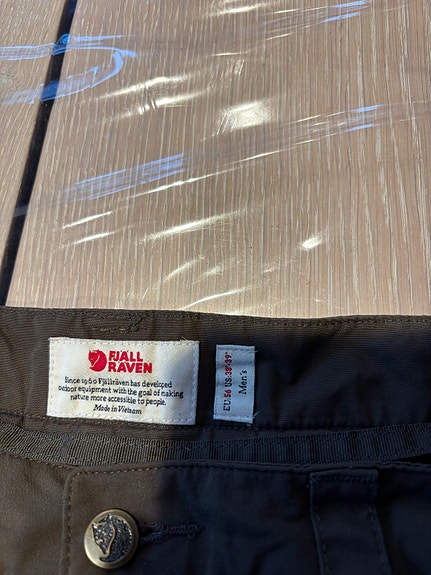 FJÄLL
RÄVEN
Since 1960 Fjällräven has developed
outdoor equipment with the goal of making
nature more accessible to people.
Made in Vietnam
EU:56 US:38"-39"
Men's